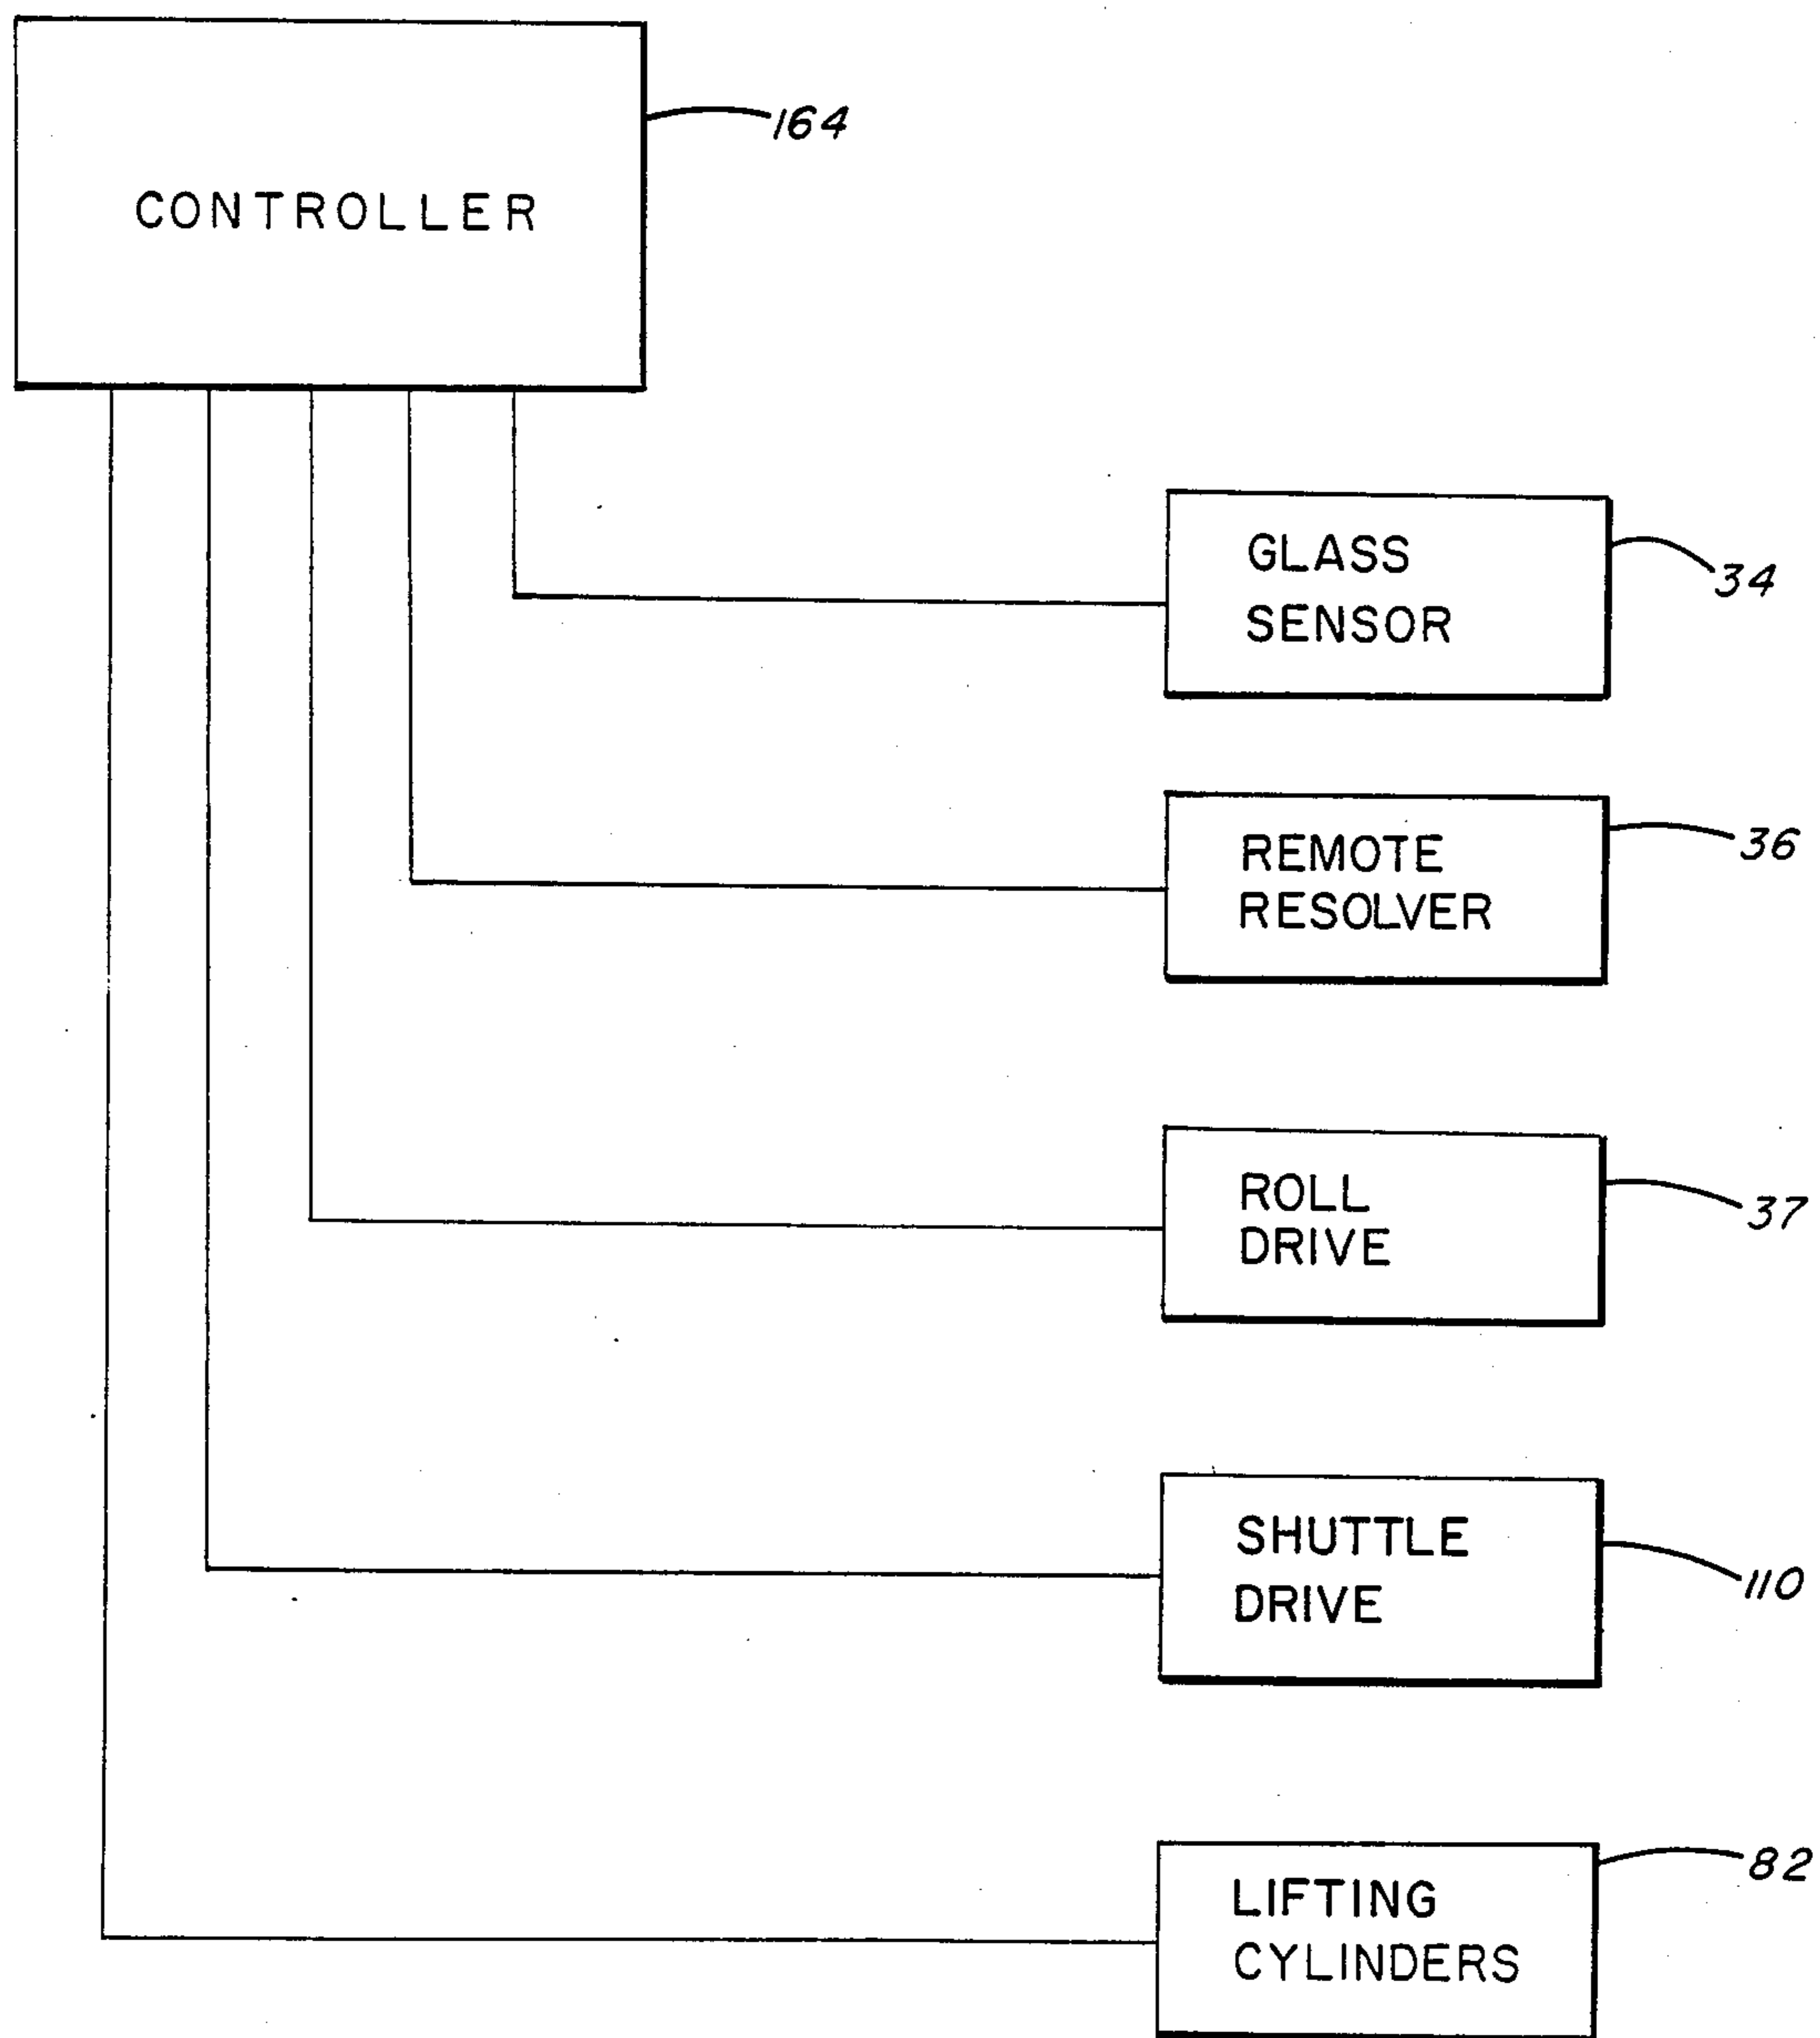 CONTROLLER
164
GLASS
SENSOR
34
REMOTE
RESOLVER
36
ROLL
DRIVE
37
SHUTTLE
DRIVE
110
LIFTING
CYLINDERS
82